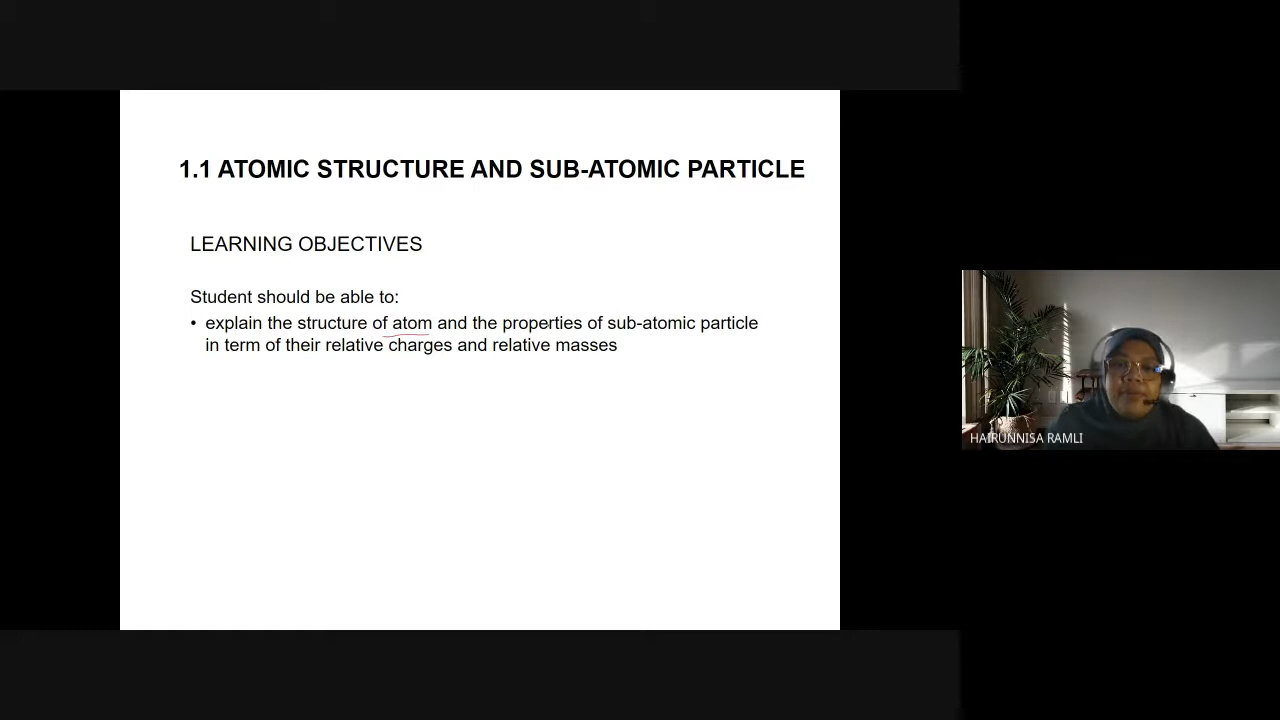 1.1 ATOMIC STRUCTURE AND SUB-ATOMIC PARTICLE
LEARNING OBJECTIVES
Student should be able to:
• explain the structure of atom and the properties of sub-atomic particle
in term of their relative charges and relative masses
HAIRUNNISA RAMLI